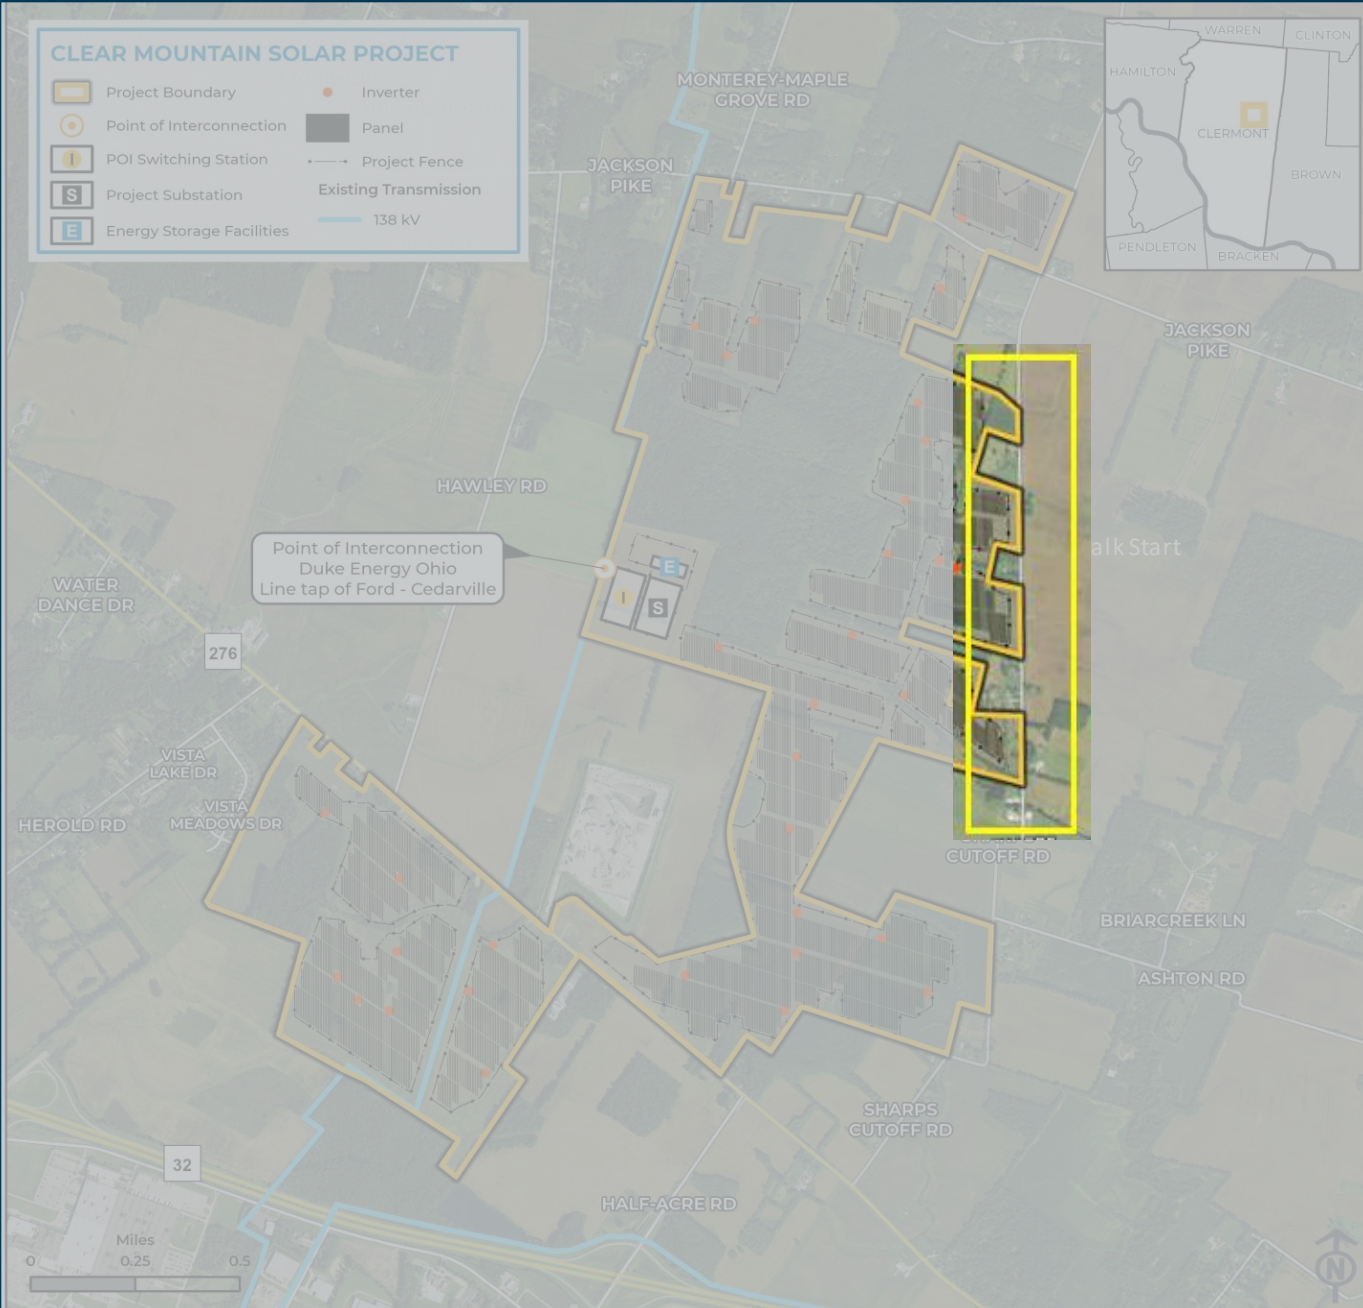 CLEAR MOUNTAIN SOLAR PROJECT
Project Boundary
Point of Interconnection
I
POI Switching Station
S
Project Substation
E
Energy Storage Facilities
Inverter
Panel
Project Fence
Existing Transmission
138 kV
MONTEREY-MAPLE
GROVE RD
JACKSON
PIKE
WARREN
CLINTON
HAMILTON
CLERMONT
BROWN
PENDLETON
BRACKEN
JACKSON
PIKE
HAWLEY RD
Point of Interconnection
Duke Energy Ohio
Line tap of Ford - Cedarville
E
I
S
alk Start
WATER
DANCE DR
276
VISTA
LAKE DR
VISTA
MEADOWS DR
HEROLD RD
CUTOFF RD
BRIARCREEK LN
ASHTON RD
SHARPS
CUTOFF RD
HALF-ACRE RD
32
Miles
0
0.25
0.5
N